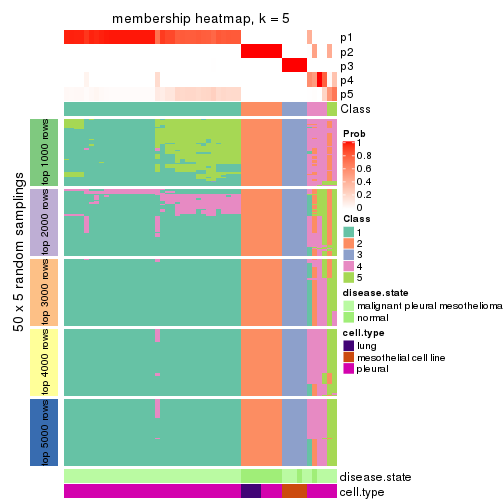 membership heatmap, k = 5
p1
p2
p3
p4
p5
Class
50 x 5 random samplings
top 1000 rows
top 2000 rows
top 3000 rows
top 4000 rows
top 5000 rows
Prob
1
0.8
0.6
0.4
0.2
0
Class
1
2
3
4
5
disease.state
malignant pleural mesothelioma
normal
cell.type
lung
mesothelial cell line
pleural
disease.state
cell.type